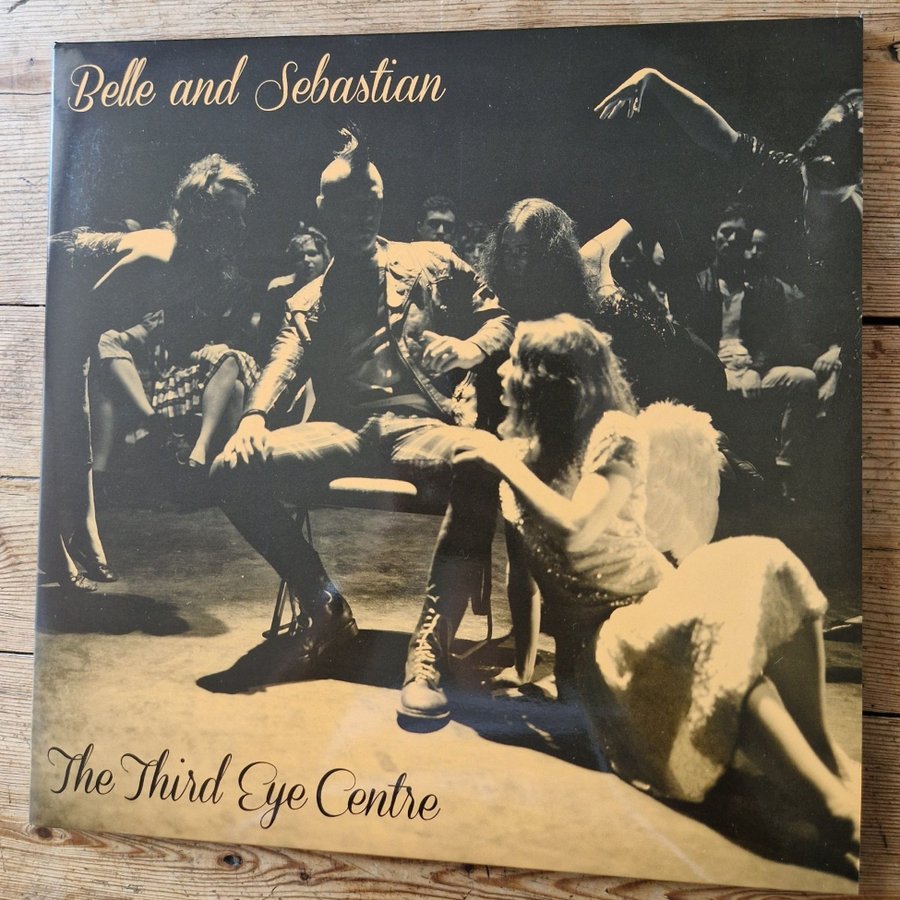 Belle and Sebastian
The Third Eye Centre